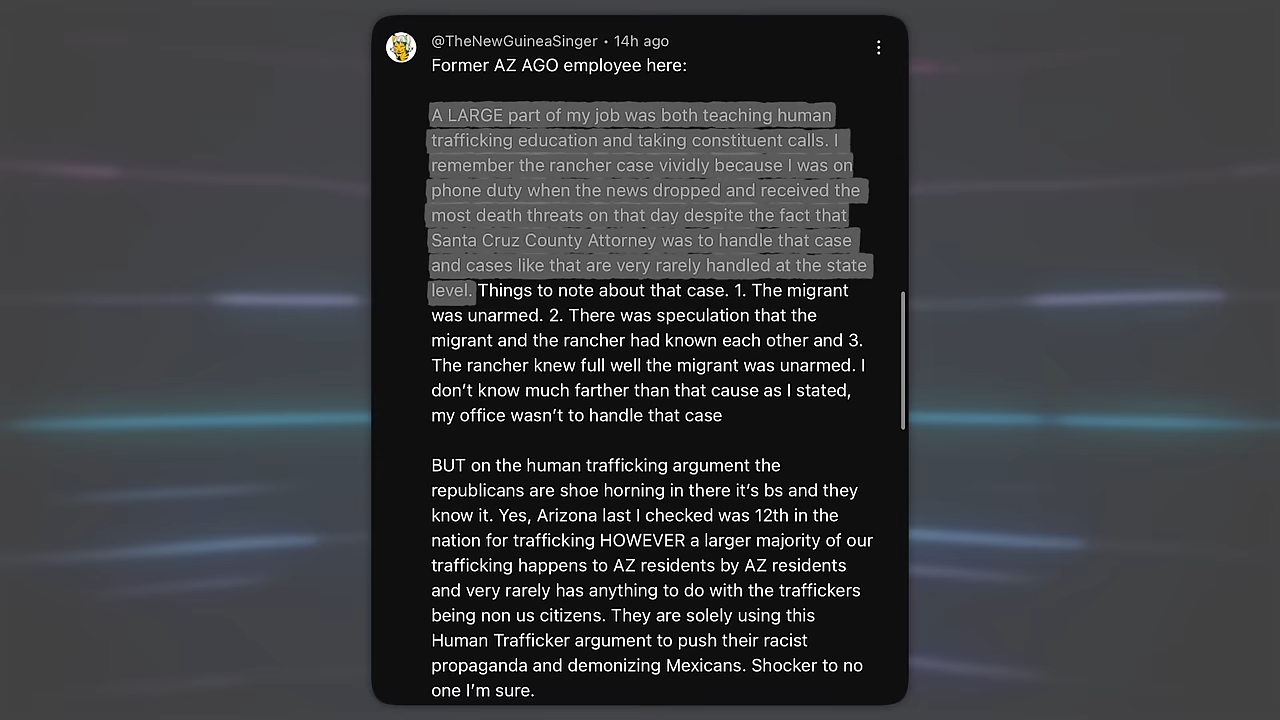 @TheNewGuineaSinger • 14h ago
Former AZ AGO employee here:
A LARGE part of my job was both teaching human
trafficking education and taking constituent calls. I
remember the rancher case vividly because I was on
phone duty when the news dropped and received the
most death threats on that day despite the fact that
Santa Cruz County Attorney was to handle that case
and cases like that are very rarely handled at the state
level. Things to note about that case. 1. The migrant
was unarmed. 2. There was speculation that the
migrant and the rancher had known each other and 3.
The rancher knew full well the migrant was unarmed. I
don’t know much farther than that cause as I stated,
my office wasn’t to handle that case
BUT on the human trafficking argument the
republicans are shoe horning in there it’s bs and they
know it. Yes, Arizona last I checked was 12th in the
nation for trafficking HOWEVER a larger majority of our
trafficking happens to AZ residents by AZ residents
and very rarely has anything to do with the traffickers
being non us citizens. They are solely using this
Human Trafficker argument to push their racist
propaganda and demonizing Mexicans. Shocker to no
one I’m sure.